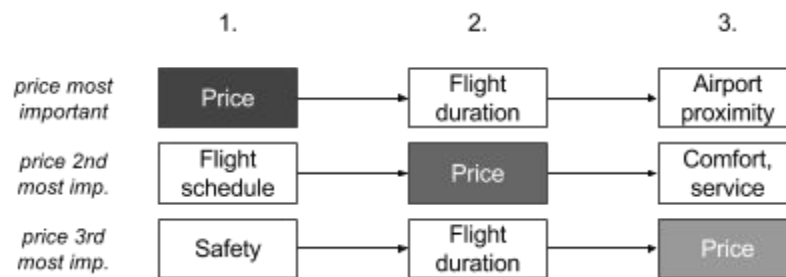 1. 2. 3.
price most
important
Price
Flight
duration
Airport
proximity
price 2nd
most imp.
Flight
schedule
Price
Comfort,
service
price 3rd
most imp.
Safety
Flight
duration
Price